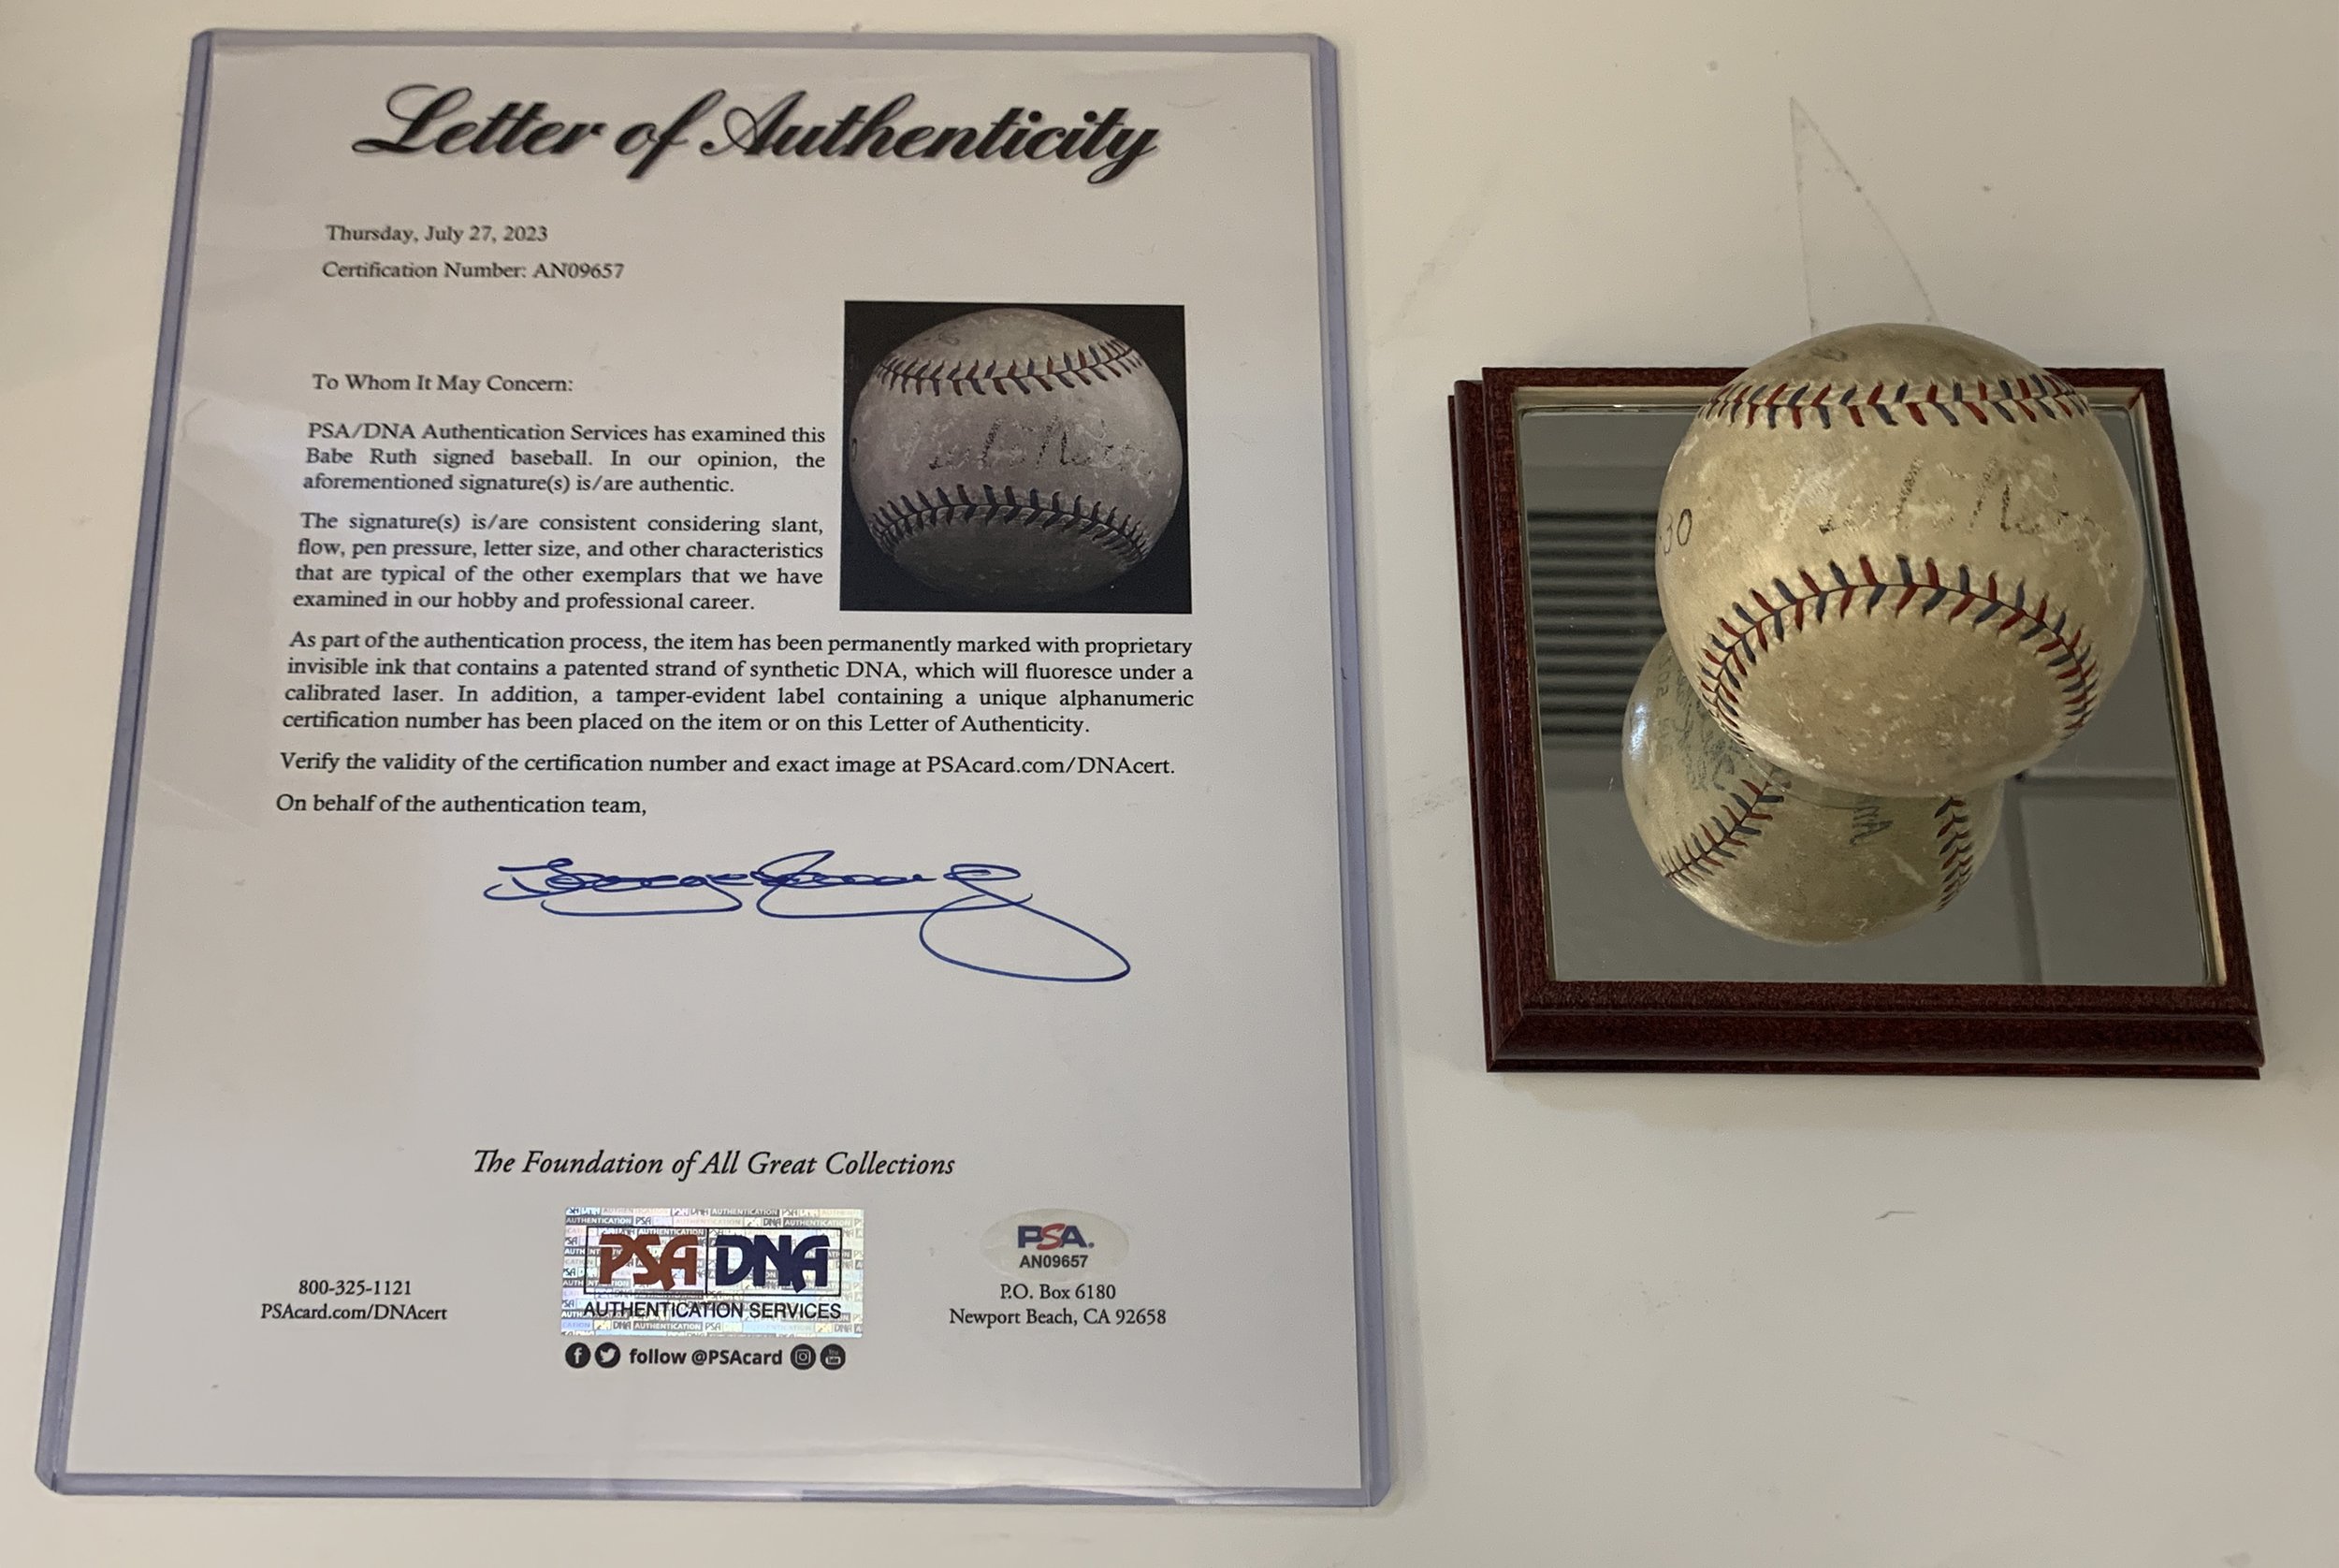 Letter of Authenticity
Thursday, July 27, 2023
Certification Number: AN09657
To Whom It May Concern:
PSA/DNA Authentication Services has examined this
Babe Ruth signed baseball. In our opinion, the
aforementioned signature(s) is/are authentic.
The signature(s) is/are consistent considering slant,
flow, pen pressure, letter size, and other characteristics
that are typical of the other exemplars that we have
examined in our hobby and professional career.
As part of the authentication process, the item has been permanently marked with proprietary
invisible ink that contains a patented strand of synthetic DNA, which will fluoresce under a
calibrated laser. In addition, a tamper-evident label containing a unique alphanumeric
certification number has been placed on the item or on this Letter of Authenticity.
Verify the validity of the certification number and exact image at PSAcard.com/DNAcert.
On behalf of the authentication team,
The Foundation of All Great Collections
800-325-1121
PSAcard.com/DNAcert
PSA DNA
AUTHENTICATION SERVICES
follow @PSAcard
PSA.
AN09657
P.O. Box 6180
Newport Beach, CA 92658
30